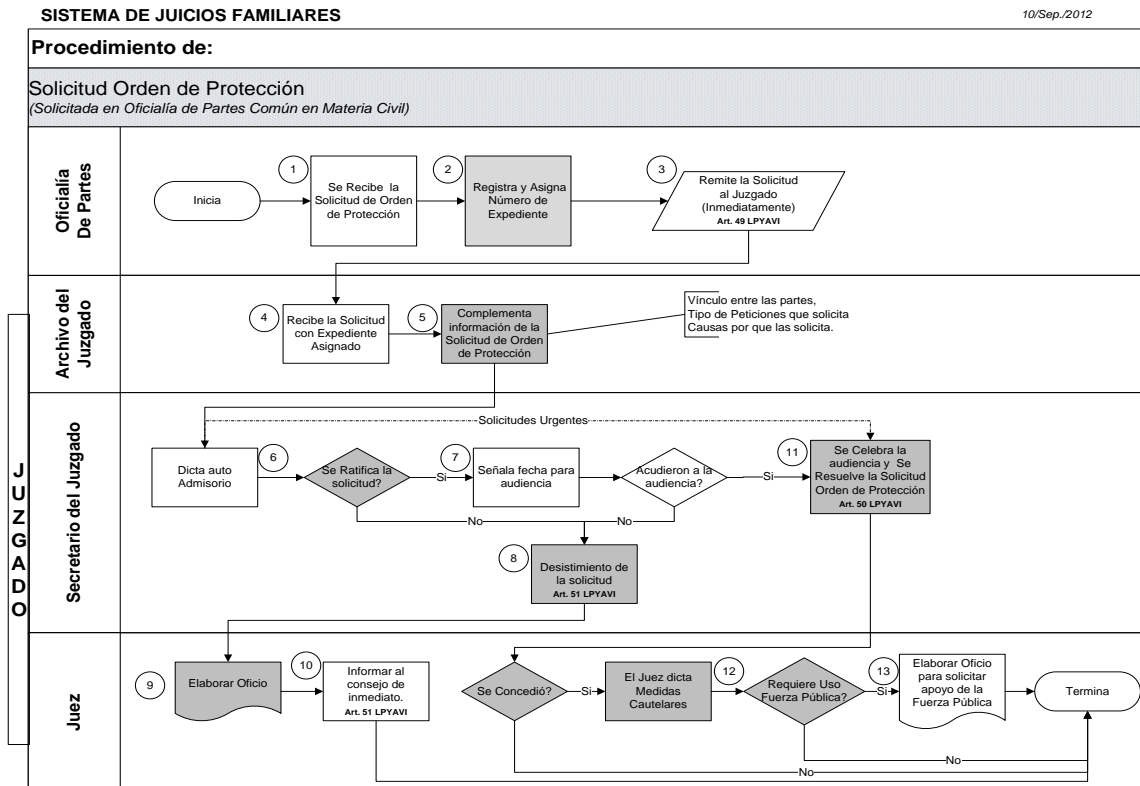 SISTEMA DE JUICIOS FAMILIARES
10/Sep./2012
Procedimiento de:
Solicitud Orden de Protección
(Solicitada en Oficialía de Partes Común en Materia Civil)
Oficialía
De Partes
Inicia
1
Se Recibe la
Solicitud de Orden
de Protección
2
Registra y Asigna
Número de
Expediente
3
Remite la Solicitud
al Juzgado
(Inmediatamente)
Art. 49 LPYAVI
JUZGADO
Archivo del
Juzgado
4
Recibe la Solicitud
con Expediente
Asignado
5
Complementa
información de la
Solicitud de Orden
de Protección
Vínculo entre las partes,
Tipo de Peticiones que solicita
Causas por que las solicita.
Secretario del Juzgado
Solicitudes Urgentes
Dicta auto
Admisorio
6
Se Ratifica la
solicitud?
Si
7
Señala fecha para
audiencia
Acudieron a la
audiencia?
Si
11
Se Celebra la
audiencia y Se
Resuelve la Solicitud
Orden de Protección
Art. 50 LPYAVI
No
No
8
Desistimiento de
la solicitud
Art. 51 LPYAVI
Juez
9
Elaborar Oficio
10
Informar al
consejo de
inmediato.
Art. 51 LPYAVI
Se Concedió?
Si
El Juez dicta
Medidas
Cautelares
12
Requiere Uso
Fuerza Pública?
Si
13
Elaborar Oficio
para solicitar
apoyo de la
Fuerza Pública
Termina
No
No